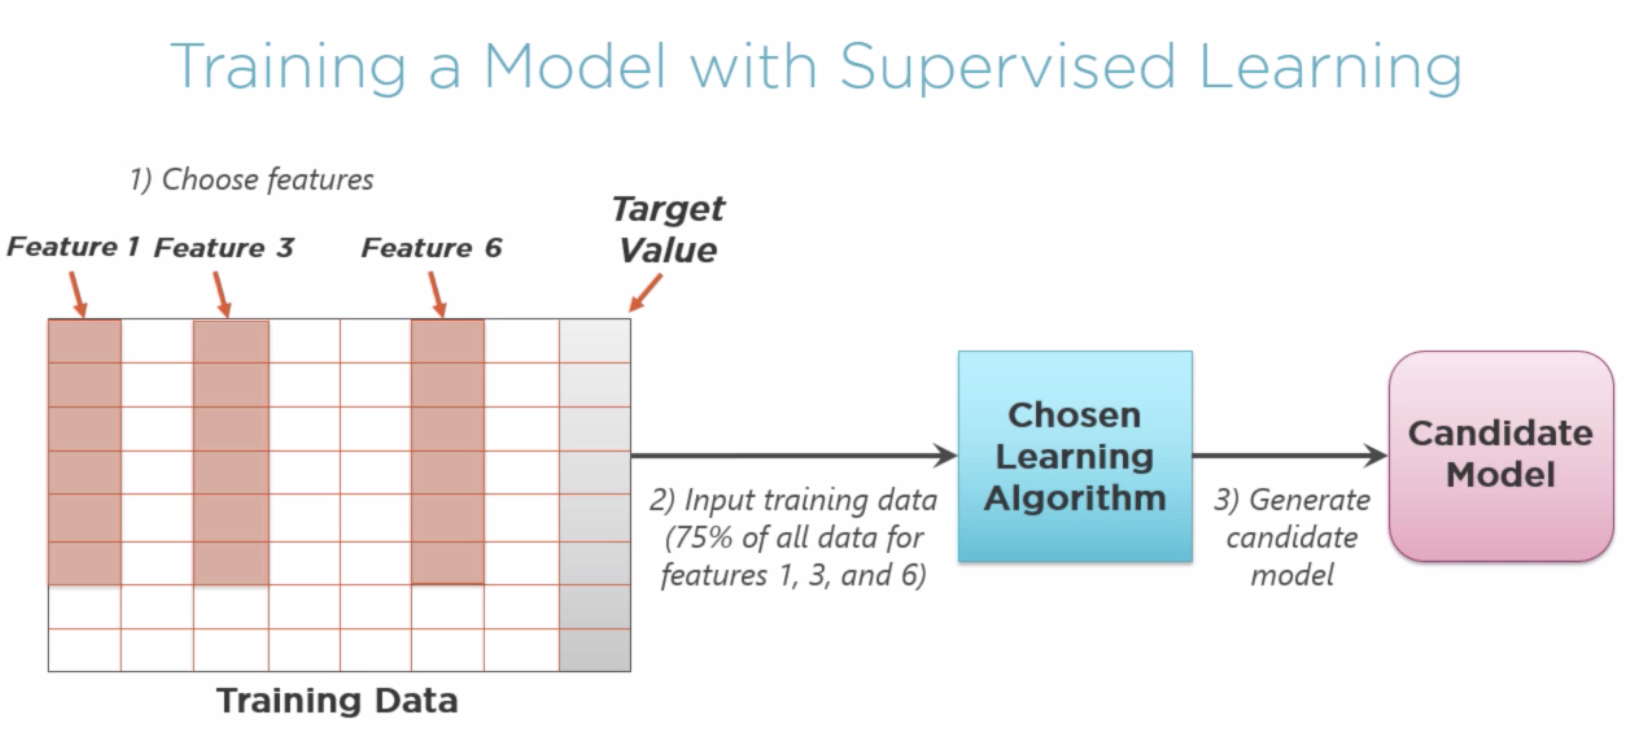 Training a Model with Supervised Learning
1) Choose features
Target
Value
Feature 1 Feature 3 Feature 6
Chosen
Learning
Algorithm
Candidate
Model
2) Input training data
(75% of all data for
features 1, 3, and 6)
3) Generate
candidate
model
Training Data